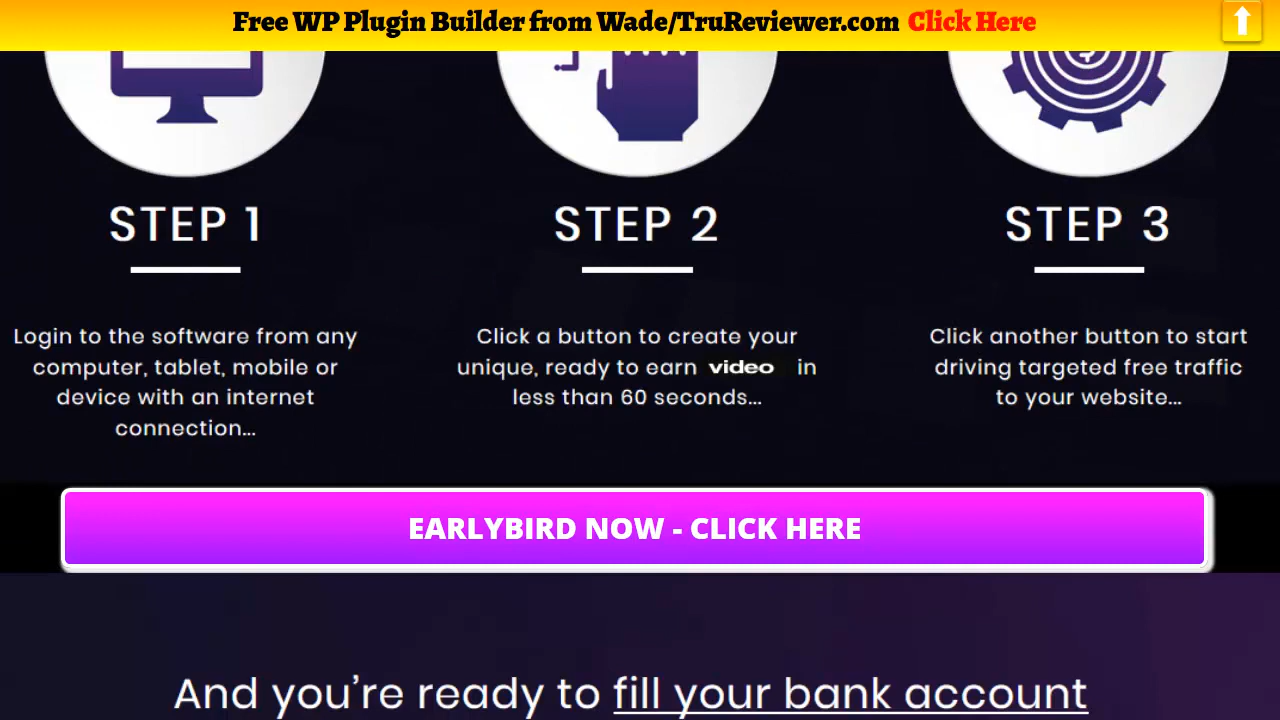 Free WP Plugin Builder from Wade/TruReviewer.com Click Here
STEP 1
Login to the software from any
computer, tablet, mobile or
device with an internet
connection...
STEP 2
Click a button to create your
unique, ready to earn video in
less than 60 seconds...
STEP 3
Click another button to start
driving targeted free traffic
to your website...
EARLYBIRD NOW - CLICK HERE
And you're ready to fill your bank account